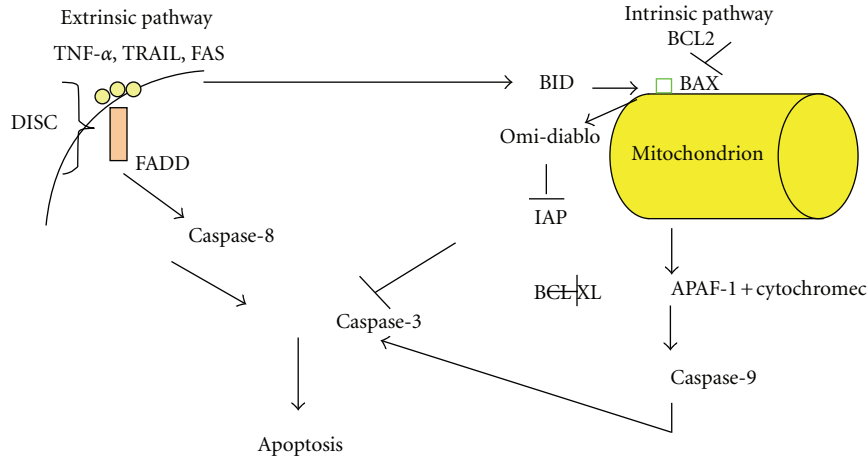 Extrinsic pathway
TNF-α, TRAIL, FAS
DISC
FADD
Caspase-8
Caspase-3
Apoptosis
Intrinsic pathway
BCL2
BID
BAX
Omi-diablo
Mitochondrion
IAP
BCL XL
APAF-1 + cytochromec
Caspase-9